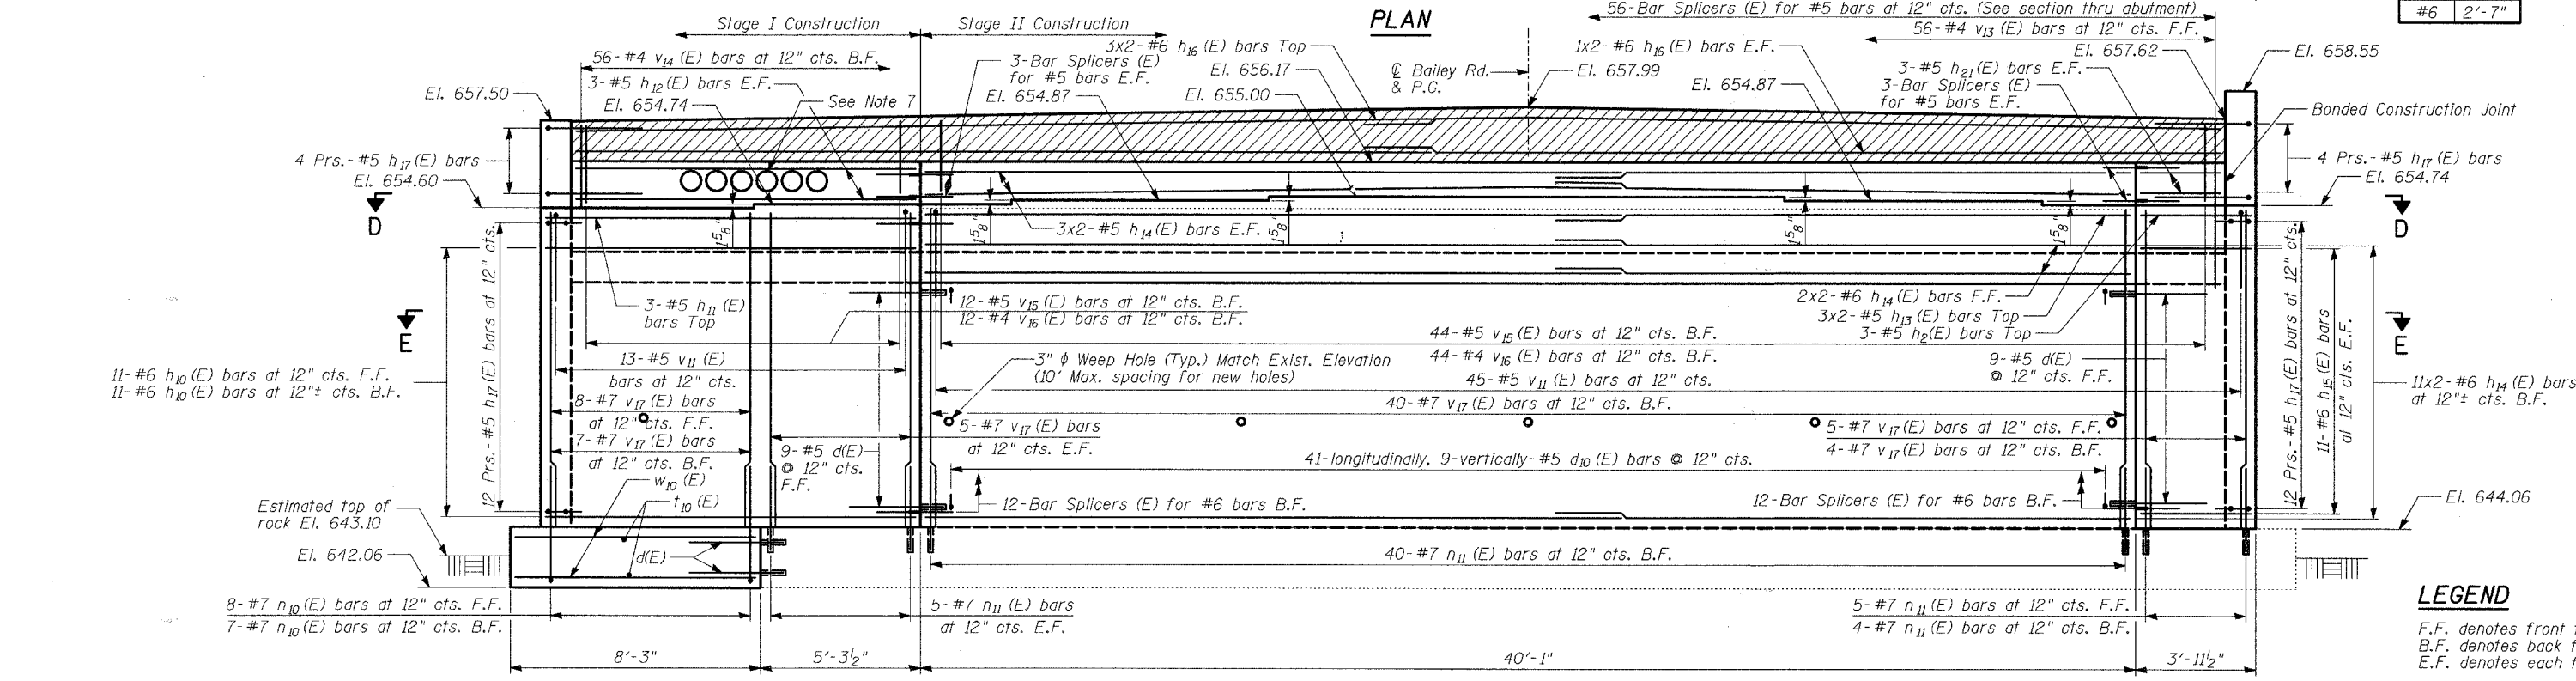 PLAN
#6 2'-7"
Stage I Construction
Stage II Construction
56-Bar Splicers (E) for #5 bars at 12" cts. (See section thru abutment)
56-#4 v13 (E) bars at 12" cts. F.F.
56-#4 v14 (E) bars at 12" cts. B.F.
3-#5 h12 (E) bars E.F.
El. 654.74
See Note 7
El. 657.50
3-Bar Splicers (E)
for #5 bars E.F.
El. 654.87
3x2-#6 h16 (E) bars Top
El. 656.17
El. 655.00
℄ Bailey Rd.
& P.G.
1x2-#6 h16 (E) bars E.F.
El. 657.99
El. 654.87
El. 657.62
3-#5 h21 (E) bars E.F.
3-Bar Splicers (E)
for #5 bars E.F.
El. 658.55
Bonded Construction Joint
4 Prs.-#5 h17 (E) bars
El. 654.60
4 Prs.-#5 h17 (E) bars
El. 654.74
D
D
E
E
15/8"
15/8"
15/8"
15/8"
15/8"
3x2-#5 h14 (E) bars E.F.
12 Prs.-#5 h17 (E) bars at 12" cts.
3-#5 h11 (E)
bars Top
12-#5 v15 (E) bars at 12" cts. B.F.
12-#4 v16 (E) bars at 12" cts. B.F.
2x2-#6 h14 (E) bars F.F.
3x2-#5 h13 (E) bars Top
3-#5 h2(E) bars Top
44-#5 v15 (E) bars at 12" cts. B.F.
44-#4 v16 (E) bars at 12" cts. B.F.
13-#5 v11 (E)
bars at 12" cts.
3" ϕ Weep Hole (Typ.) Match Exist. Elevation
(10' Max. spacing for new holes)
45-#5 v11 (E) bars at 12" cts.
9-#5 d(E)
@ 12" cts. F.F.
11-#6 h10 (E) bars at 12" cts. F.F.
11-#6 h10 (E) bars at 12"± cts. B.F.
12 Prs.-#5 h17 (E) bars at 12" cts.
11-#6 h15 (E) bars
at 12" cts. E.F.
11x2-#6 h14 (E) bars
at 12"± cts. B.F.
8-#7 v17 (E) bars
at 12" cts. F.F.
7-#7 v17 (E) bars
at 12" cts. B.F.
40-#7 v17 (E) bars at 12" cts. B.F.
5-#7 v17 (E) bars
at 12" cts. E.F.
5-#7 v17 (E) bars at 12" cts. F.F.
4-#7 v17 (E) bars at 12" cts. B.F.
9-#5 d(E)
@ 12" cts.
F.F.
41-longitudinally, 9-vertically-#5 d10 (E) bars @ 12" cts.
w10 (E)
t10 (E)
12-Bar Splicers (E) for #6 bars B.F.
12-Bar Splicers (E) for #6 bars B.F.
El. 644.06
Estimated top of
rock El. 643.10
El. 642.06
d(E)
40-#7 n11 (E) bars at 12" cts. B.F.
8-#7 n10 (E) bars at 12" cts. F.F.
7-#7 n10 (E) bars at 12" cts. B.F.
5-#7 n11 (E) bars
at 12" cts. E.F.
5-#7 n11 (E) bars at 12" cts. F.F.
4-#7 n11 (E) bars at 12" cts. B.F.
8'-3"
5'-3½"
40'-1"
3'-11½"
LEGEND
F.F. denotes front
B.F. denotes back
E.F. denotes each